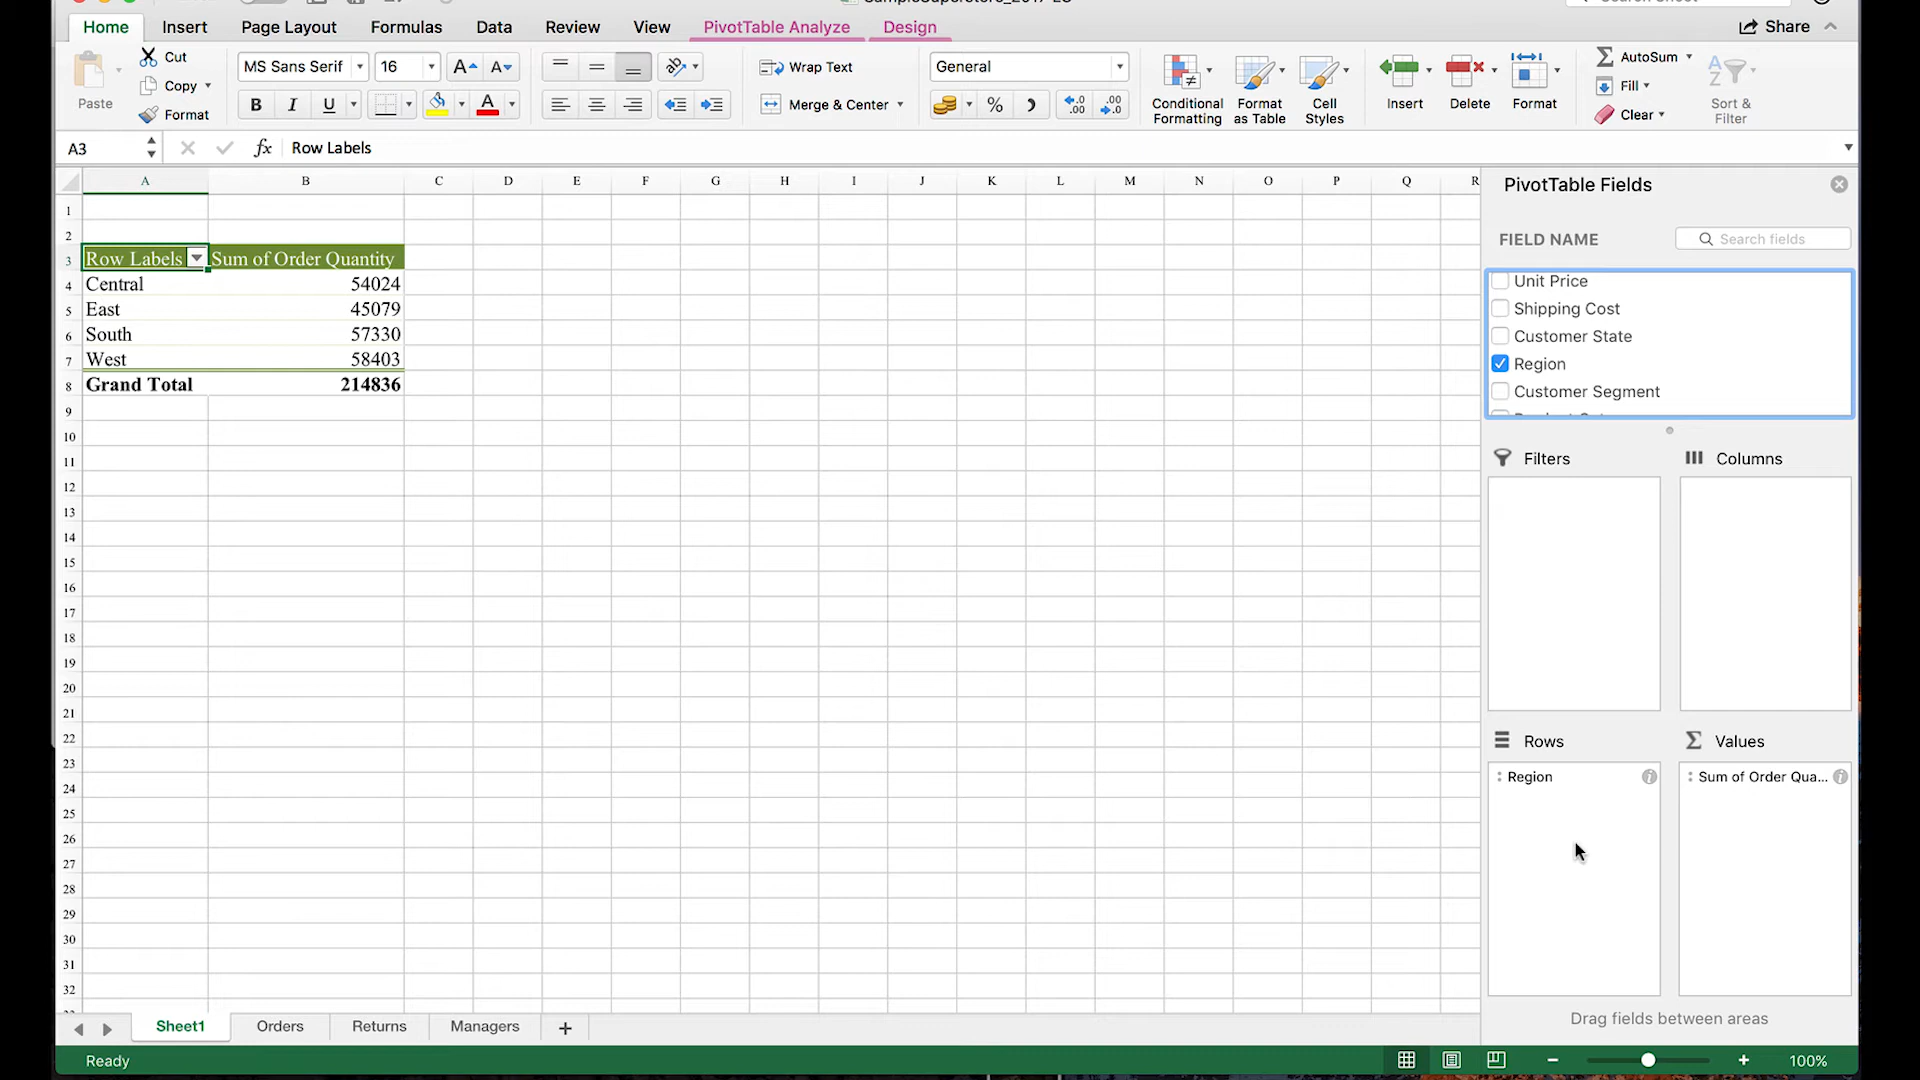 Home Insert Page Layout Formulas Data Review View PivotTable Analyze Design Share
Cut
Copy
Format
Paste
MS Sans Serif 16
Wrap Text
Merge & Center
General
Conditional Formatting
Format as Table
Cell Styles
Insert
Delete
Format
AutoSum
Fill
Clear
Sort & Filter
A3 fx Row Labels
A B C D E F G H I J K L M N O P Q R
1
2
3 Row Labels Sum of Order Quantity
4 Central 54024
5 East 45079
6 South 57330
7 West 58403
8 Grand Total 214836
9
10
11
12
13
14
15
16
17
18
19
20
21
22
23
24
25
26
27
28
29
30
31
32
PivotTable Fields
FIELD NAME Search fields
Unit Price
Shipping Cost
Customer State
Region
Customer Segment
Filters Columns
Rows Values
Region Sum of Order Qua...
Drag fields between areas
Sheet1 Orders Returns Managers
Ready 100%